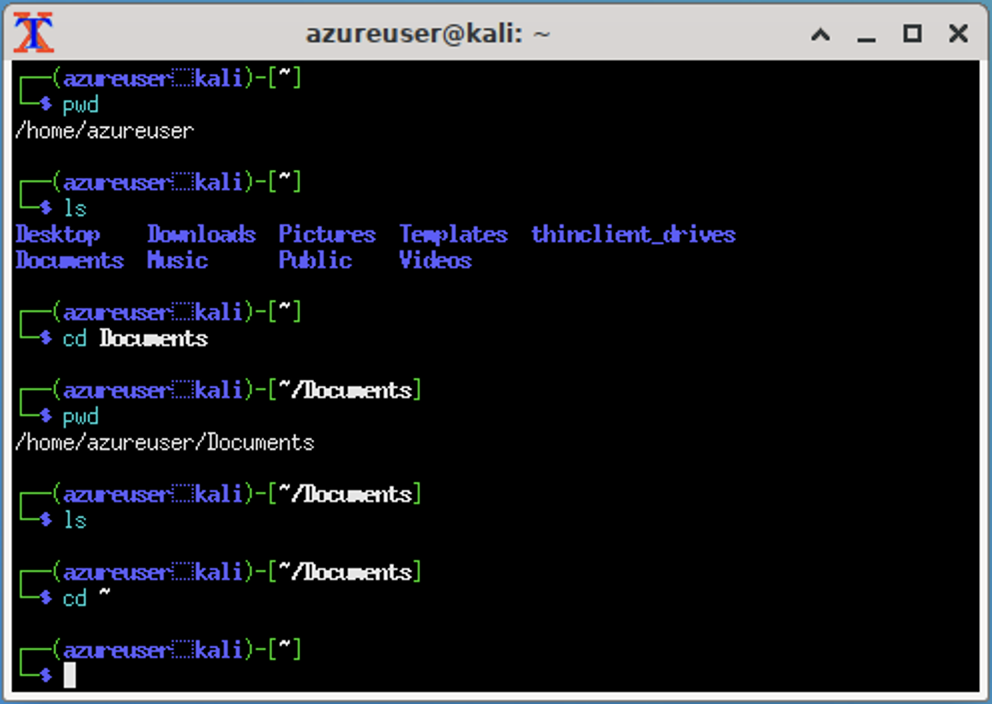 azureuser@kali: ~
┌──(azureuser㉿kali)-[~]
└─$ pwd
/home/azureuser
┌──(azureuser㉿kali)-[~]
└─$ ls
Desktop Downloads Pictures Templates thinclient_drives
Documents Music Public Videos
┌──(azureuser㉿kali)-[~]
└─$ cd Documents
┌──(azureuser㉿kali)-[~/Documents]
└─$ pwd
/home/azureuser/Documents
┌──(azureuser㉿kali)-[~/Documents]
└─$ ls
┌──(azureuser㉿kali)-[~/Documents]
└─$ cd ~
┌──(azureuser㉿kali)-[~]
└─$